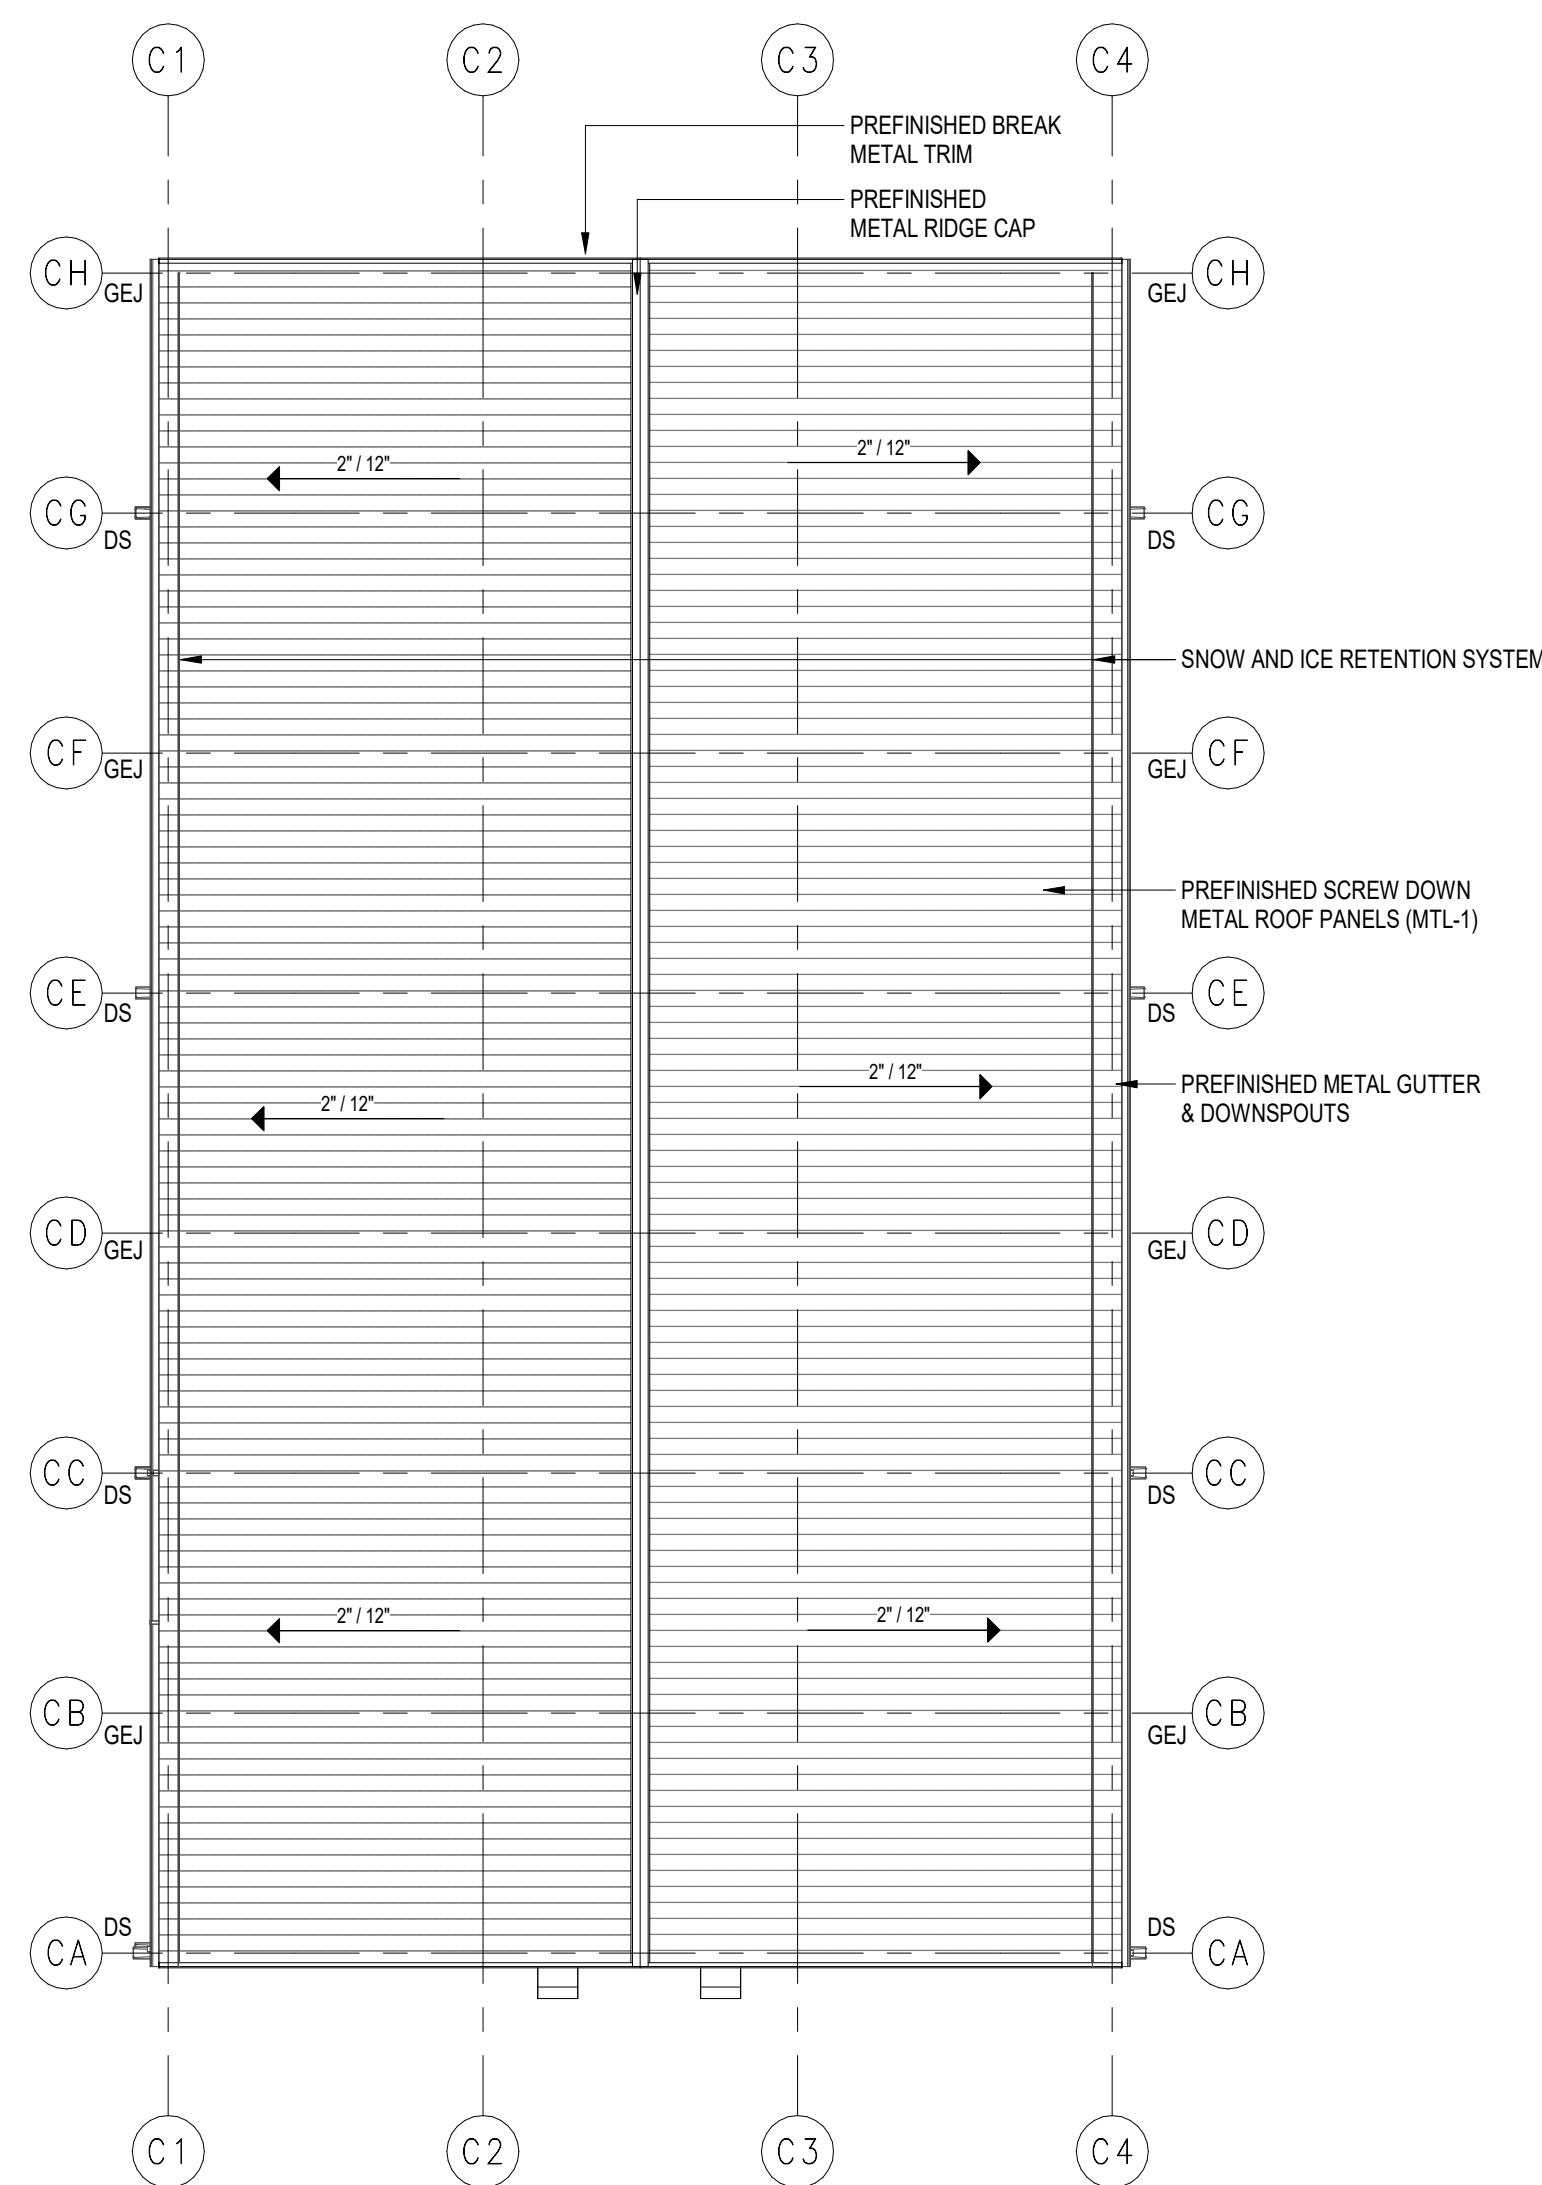 C1 C2 C3 C4
PREFINISHED BREAK
METAL TRIM
PREFINISHED
METAL RIDGE CAP
CH CH
GEJ GEJ
2" / 12" 2" / 12"
CG CG
DS DS
SNOW AND ICE RETENTION SYSTEM
CF CF
GEJ GEJ
PREFINISHED SCREW DOWN
METAL ROOF PANELS (MTL-1)
CE CE
DS DS
2" / 12" 2" / 12"
PREFINISHED METAL GUTTER
& DOWNSPOUTS
CD CD
GEJ GEJ
CC CC
DS DS
2" / 12" 2" / 12"
CB CB
GEJ GEJ
DS DS
CA CA
C1 C2 C3 C4